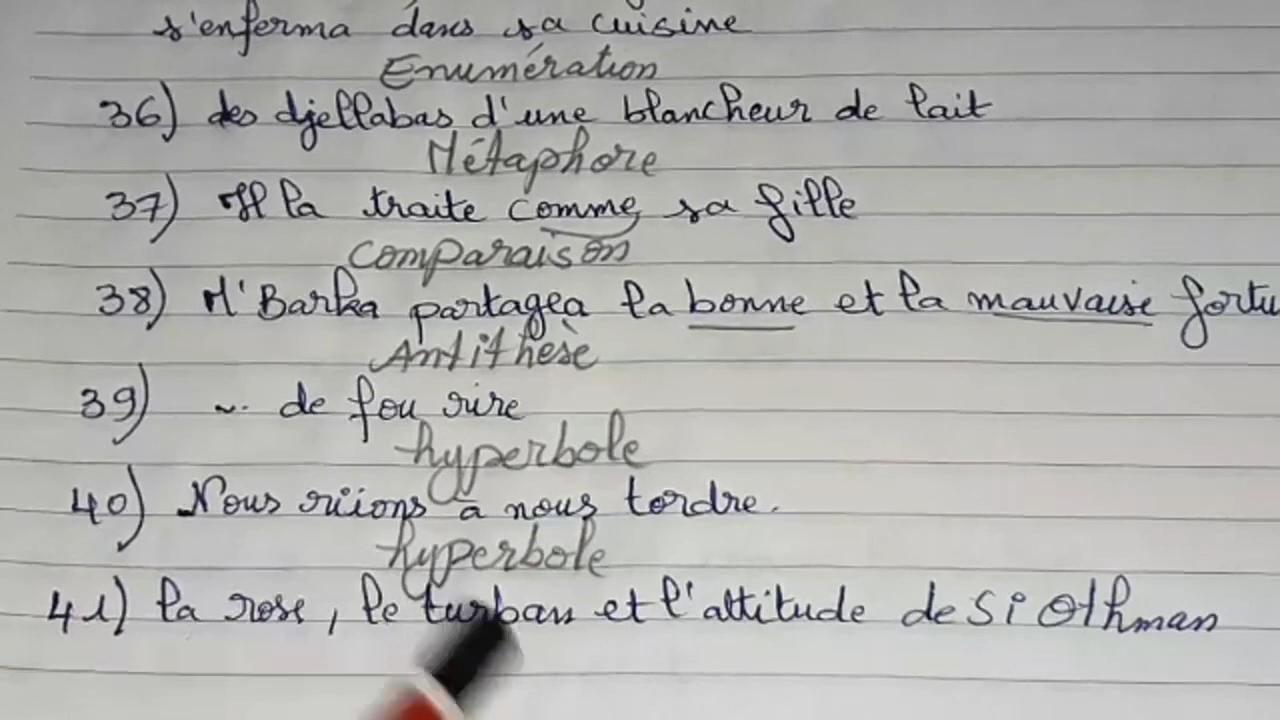 s'enferma dans sa cuisine
Enumération
36) des djellabas d'une blancheur de lait
Métaphore
37) Il la traite comme sa fille
Comparaison
38) M'Barka partagea la bonne et la mauvaise fortu
Antithèse
39) ... de fou rire
hyperbole
40) Nous riions à nous tordre.
hyperbole
41) la rose, le turban et l'attitude de Si Othman